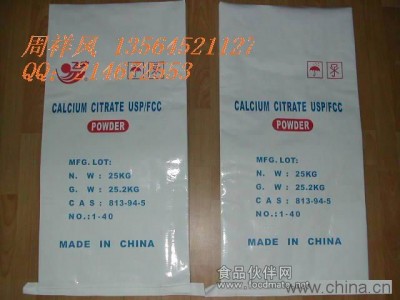 周祥凤 13564521127
CALCIUM CITRATE USP/FCC
POWDER
MFG. LOT:
N. W: 25KG
G. W: 25.2KG
CAS: 813-94-5
NO.:1-40
MADE IN CHINA
CALCIUM CITRATE USP/FCC
POWDER
MFG. LOT:
N. W: 25KG
G. W: 25.2KG
CAS: 813-94-5
NO.:1-40
MADE IN CHINA
食品伙伴网
www.foodmate.net
www.china.cn